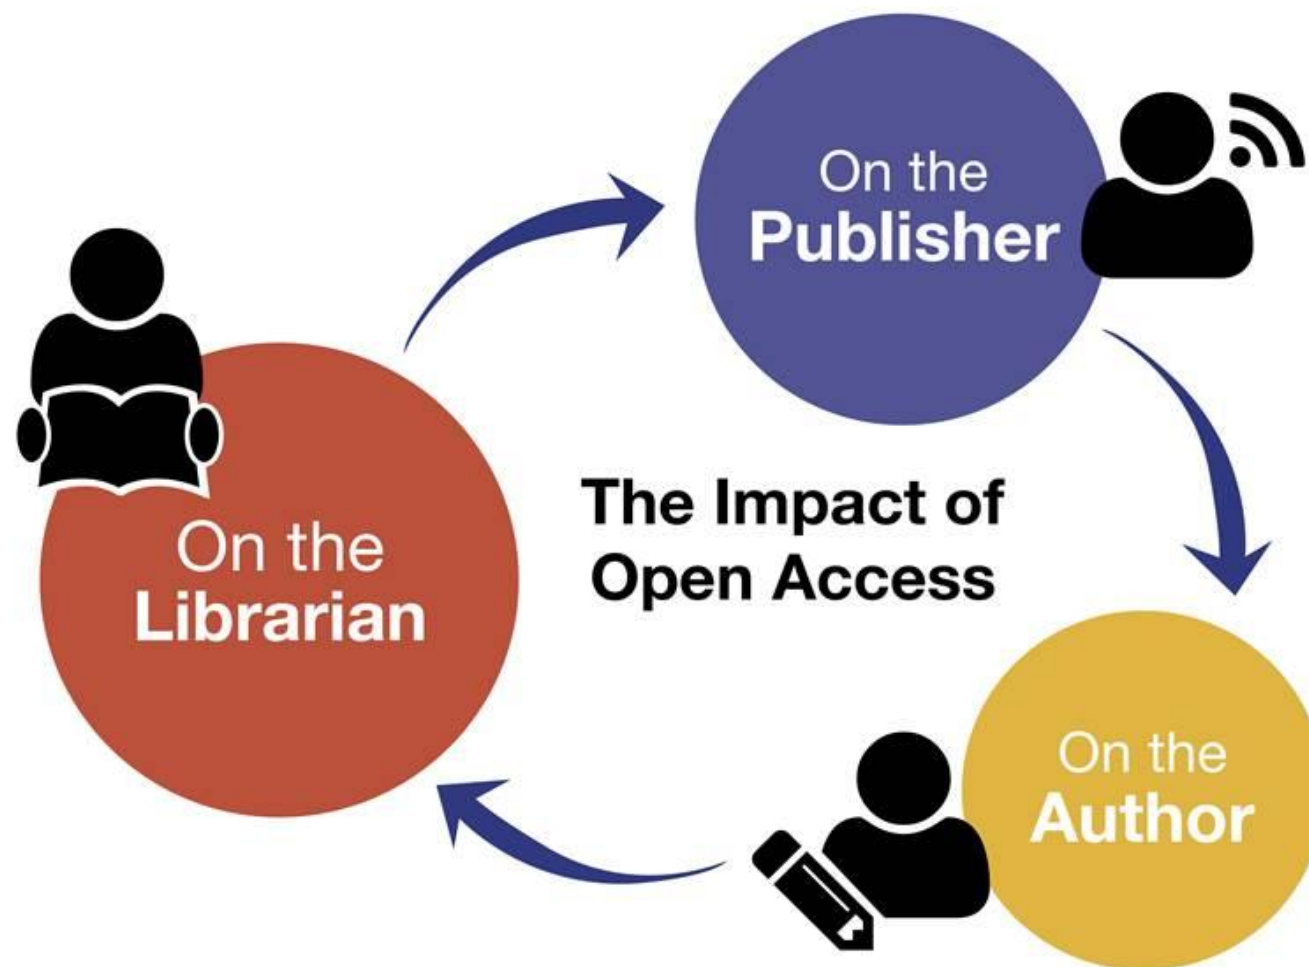 On the
Publisher
On the
Librarian
The Impact of
Open Access
On the
Author